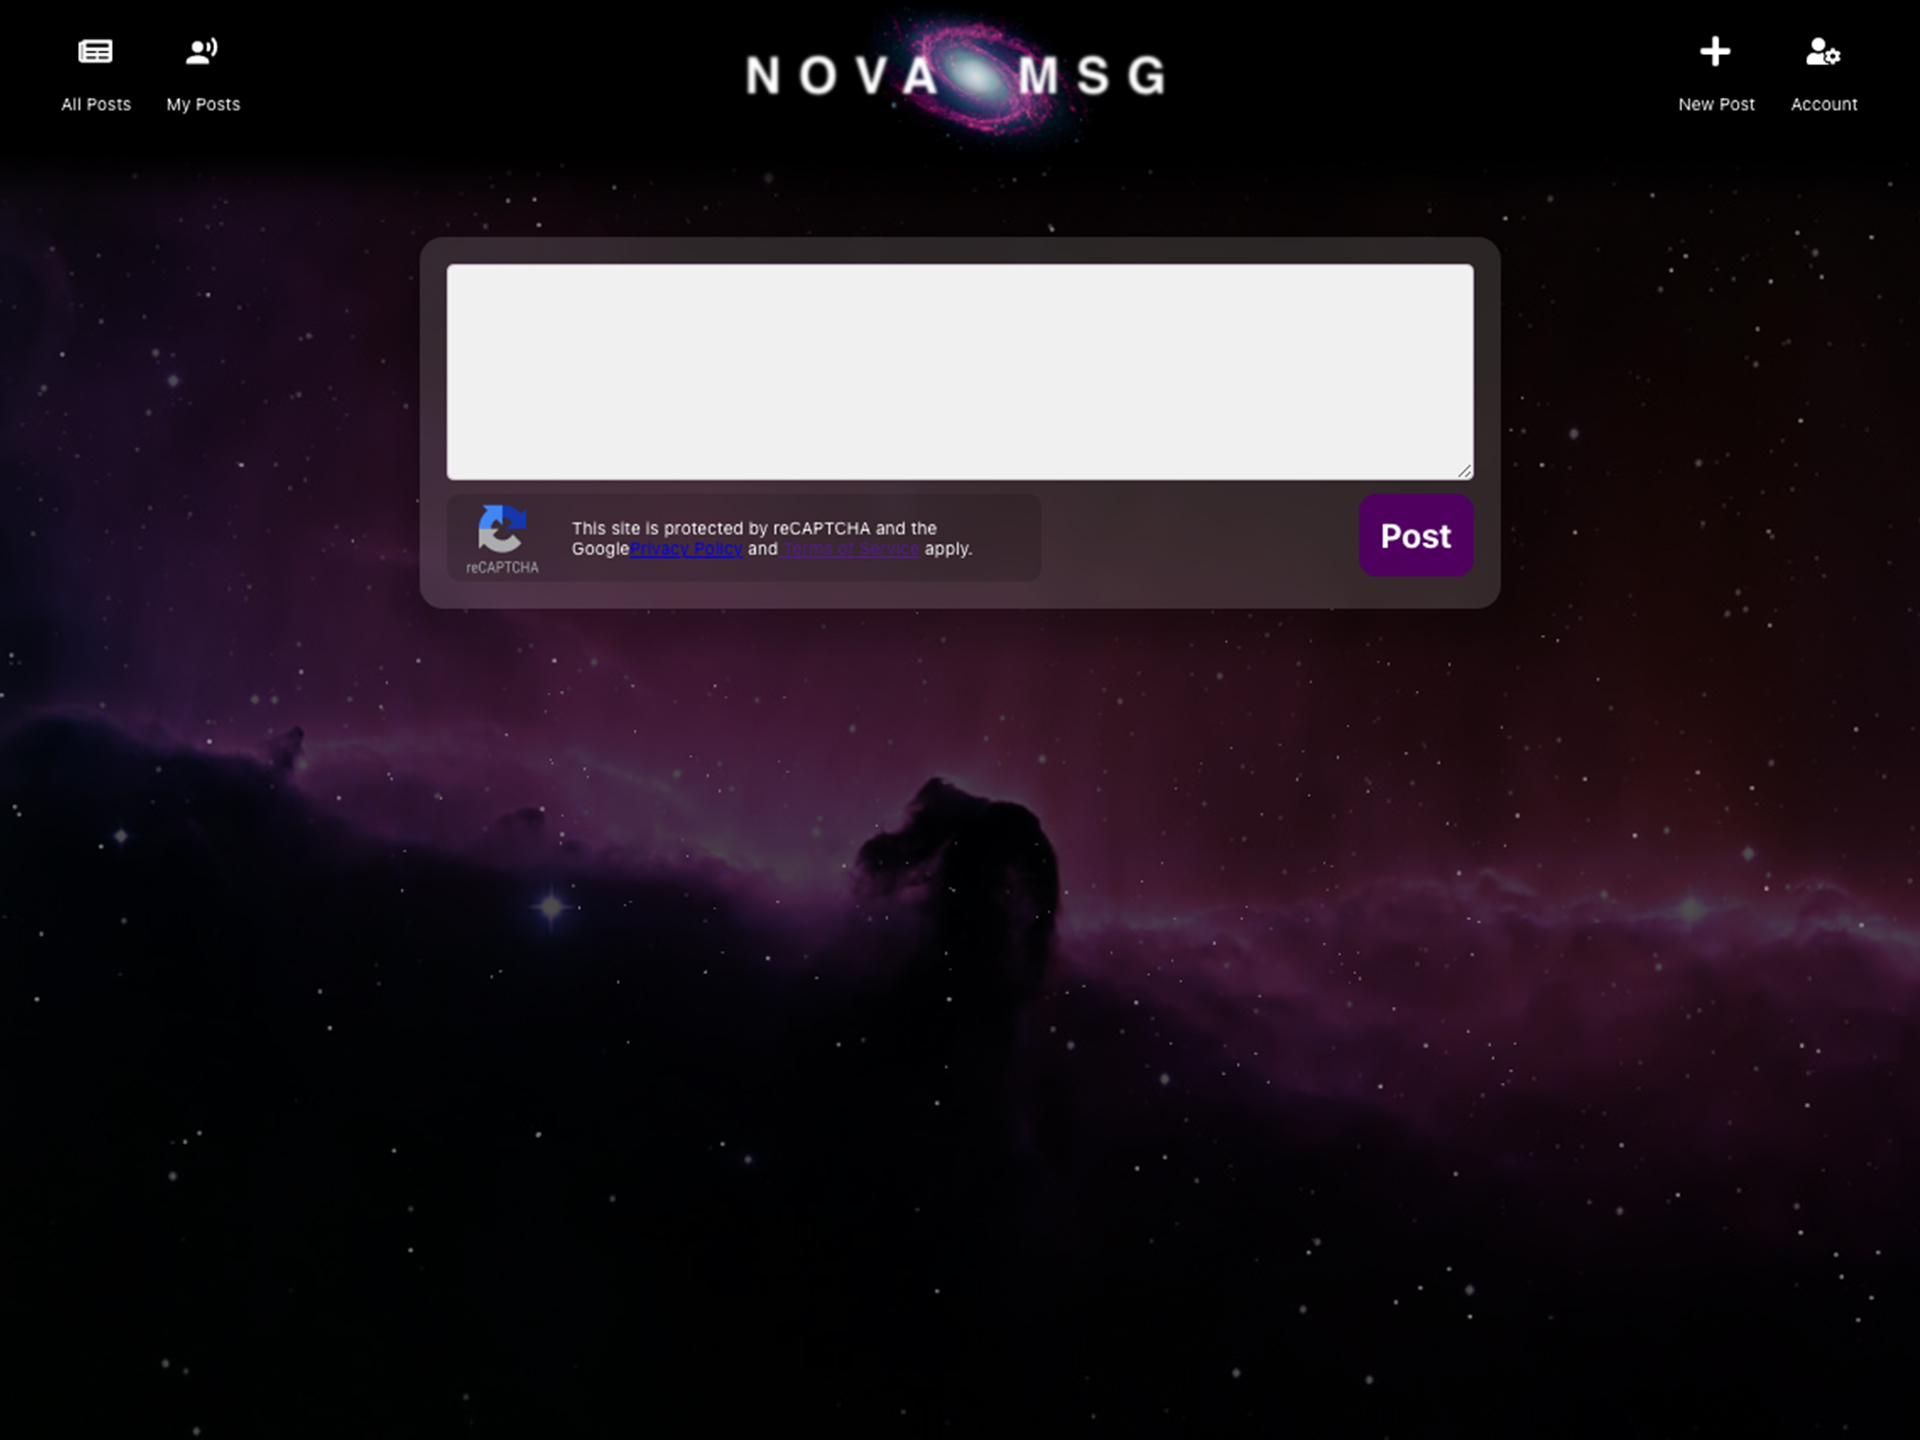 All Posts
My Posts
NOVA MSG
New Post
Account
This site is protected by reCAPTCHA and the
GooglePrivacy Policy and Terms of Service apply.
reCAPTCHA
Post